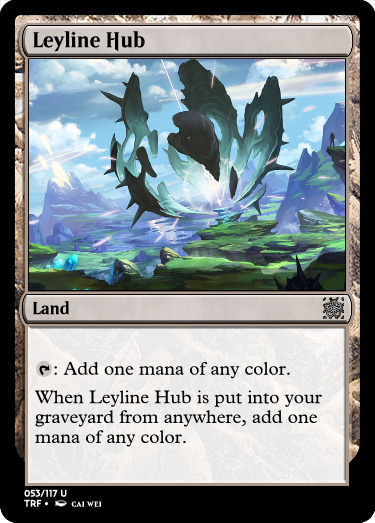 Leyline Hub
Land
: Add one mana of any color.
When Leyline Hub is put into your
graveyard from anywhere, add one
mana of any color.
053/117 U
TRF • CAI WEI